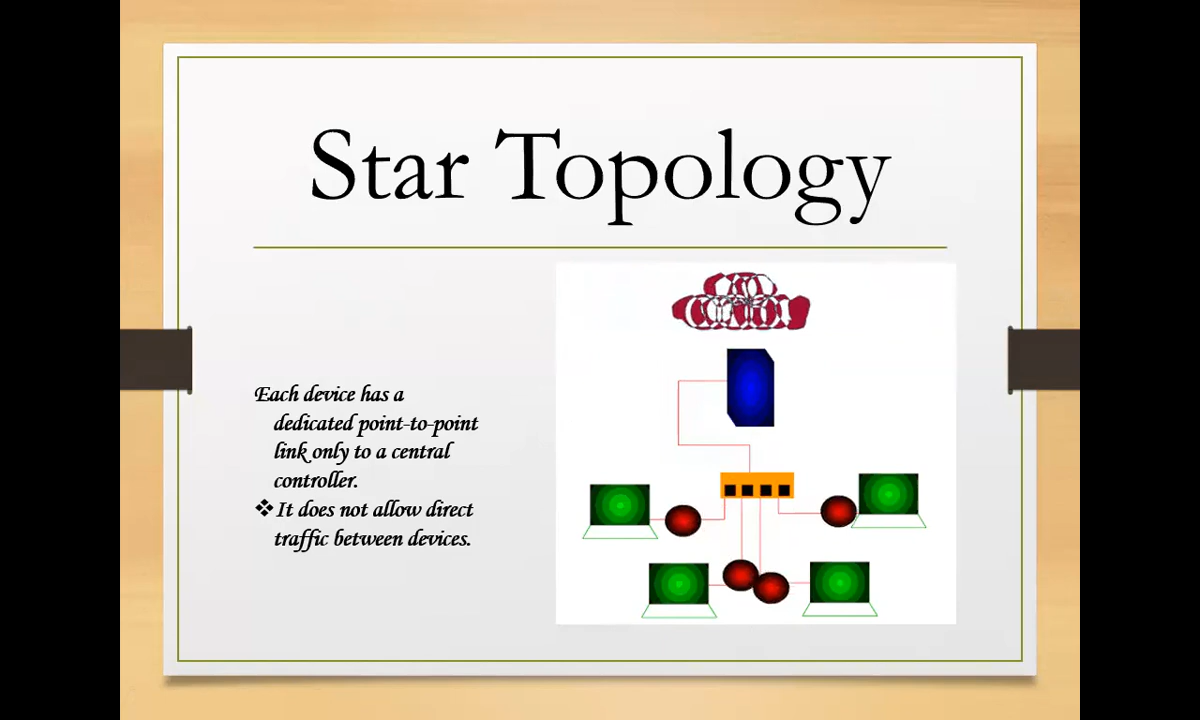 Star Topology
Each device has a
dedicated point-to-point
link only to a central
controller.
❖It does not allow direct
traffic between devices.